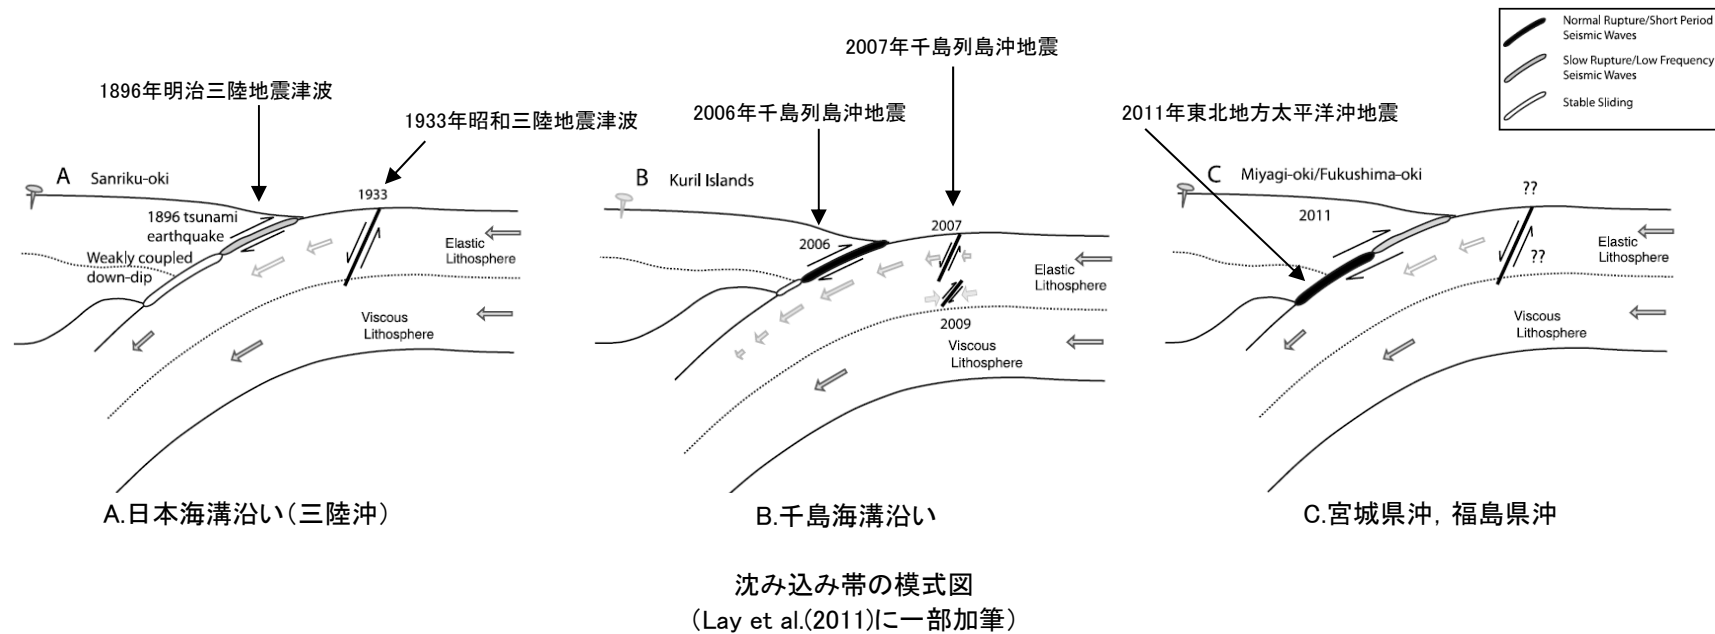 Normal Rupture/Short Period
Seismic Waves
Slow Rupture/Low Frequency
Seismic Waves
Stable Sliding
1896年明治三陸地震津波
1933年昭和三陸地震津波
A Sanriku-oki
1933
1896 tsunami
earthquake
Weakly coupled
down-dip
Elastic
Lithosphere
Viscous
Lithosphere
A.日本海溝沿い(三陸沖)
2007年千島列島沖地震
2006年千島列島沖地震
B Kuril Islands
2007
2006
Elastic
Lithosphere
2009
Viscous
Lithosphere
B.千島海溝沿い
2011年東北地方太平洋沖地震
C Miyagi-oki/Fukushima-oki
??
2011
??
Elastic
Lithosphere
Viscous
Lithosphere
C.宮城県沖，福島県沖
沈み込み帯の模式図
(Lay et al.(2011)に一部加筆)